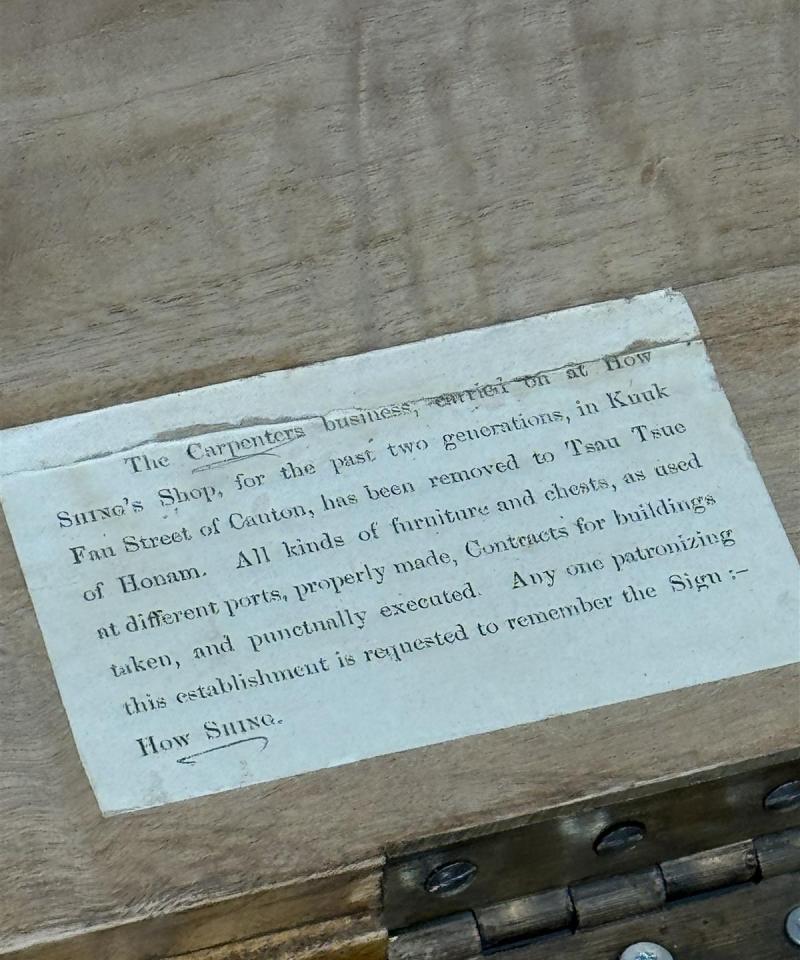 The Carpenters business, carried on at How
SHING's Shop, for the past two generations, in Kuuk
Fau Street of Canton, has been removed to Tsau Tsue
of Honam. All kinds of furniture and chests, as used
at different ports, properly made, Contracts for buildings
taken, and punctually executed. Any one patronizing
this establishment is requested to remember the Sign :—
How SHING.